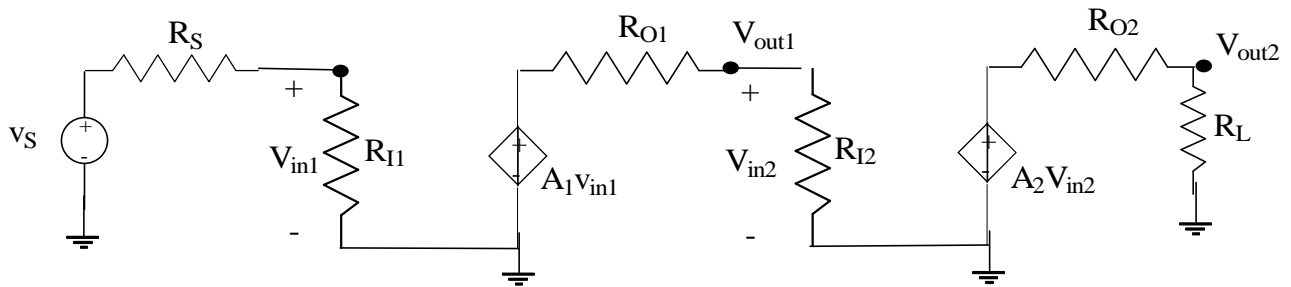 R_S
R_O1
V_out1
R_O2
V_out2
v_S
+
-
+
V_in1
-
R_I1
+
-
A_1v_in1
+
V_in2
-
R_I2
+
-
A_2V_in2
R_L